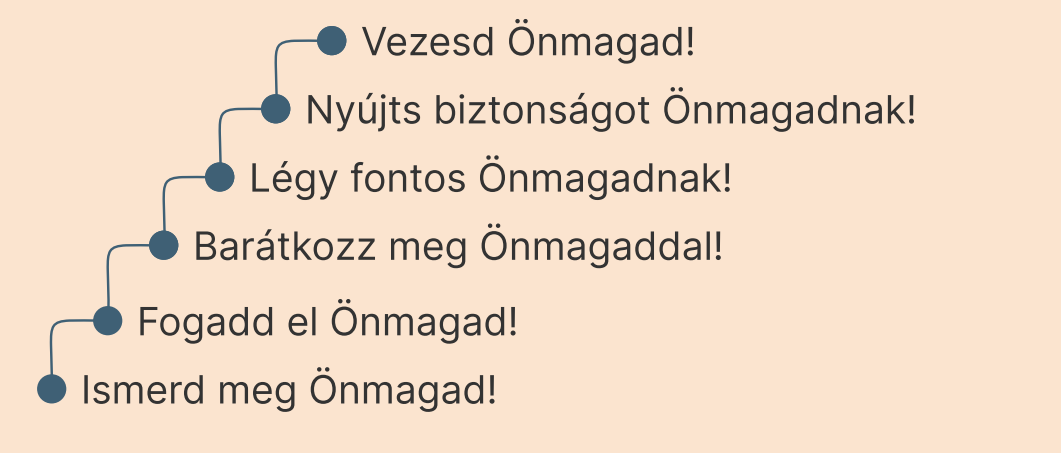 Vezesd Önmagad!
Nyújts biztonságot Önmagadnak!
Légy fontos Önmagadnak!
Barátkozz meg Önmagaddal!
Fogadd el Önmagad!
Ismerd meg Önmagad!